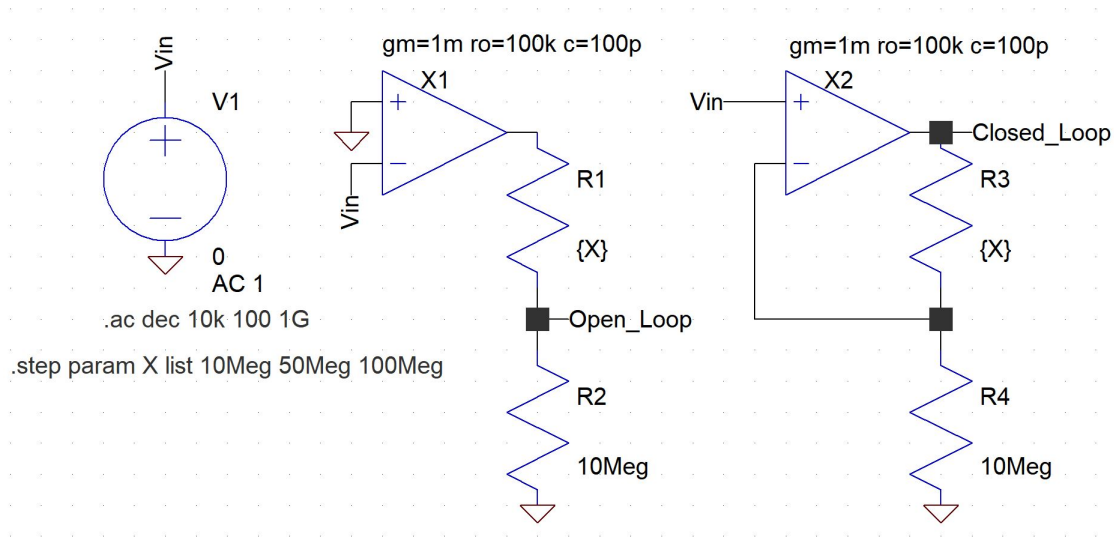 Vin
V1
0
AC 1
.ac dec 10k 100 1G
.step param X list 10Meg 50Meg 100Meg
gm=1m ro=100k c=100p
X1
Vin
R1
{X}
Open_Loop
R2
10Meg
gm=1m ro=100k c=100p
X2
Vin
Closed_Loop
R3
{X}
R4
10Meg